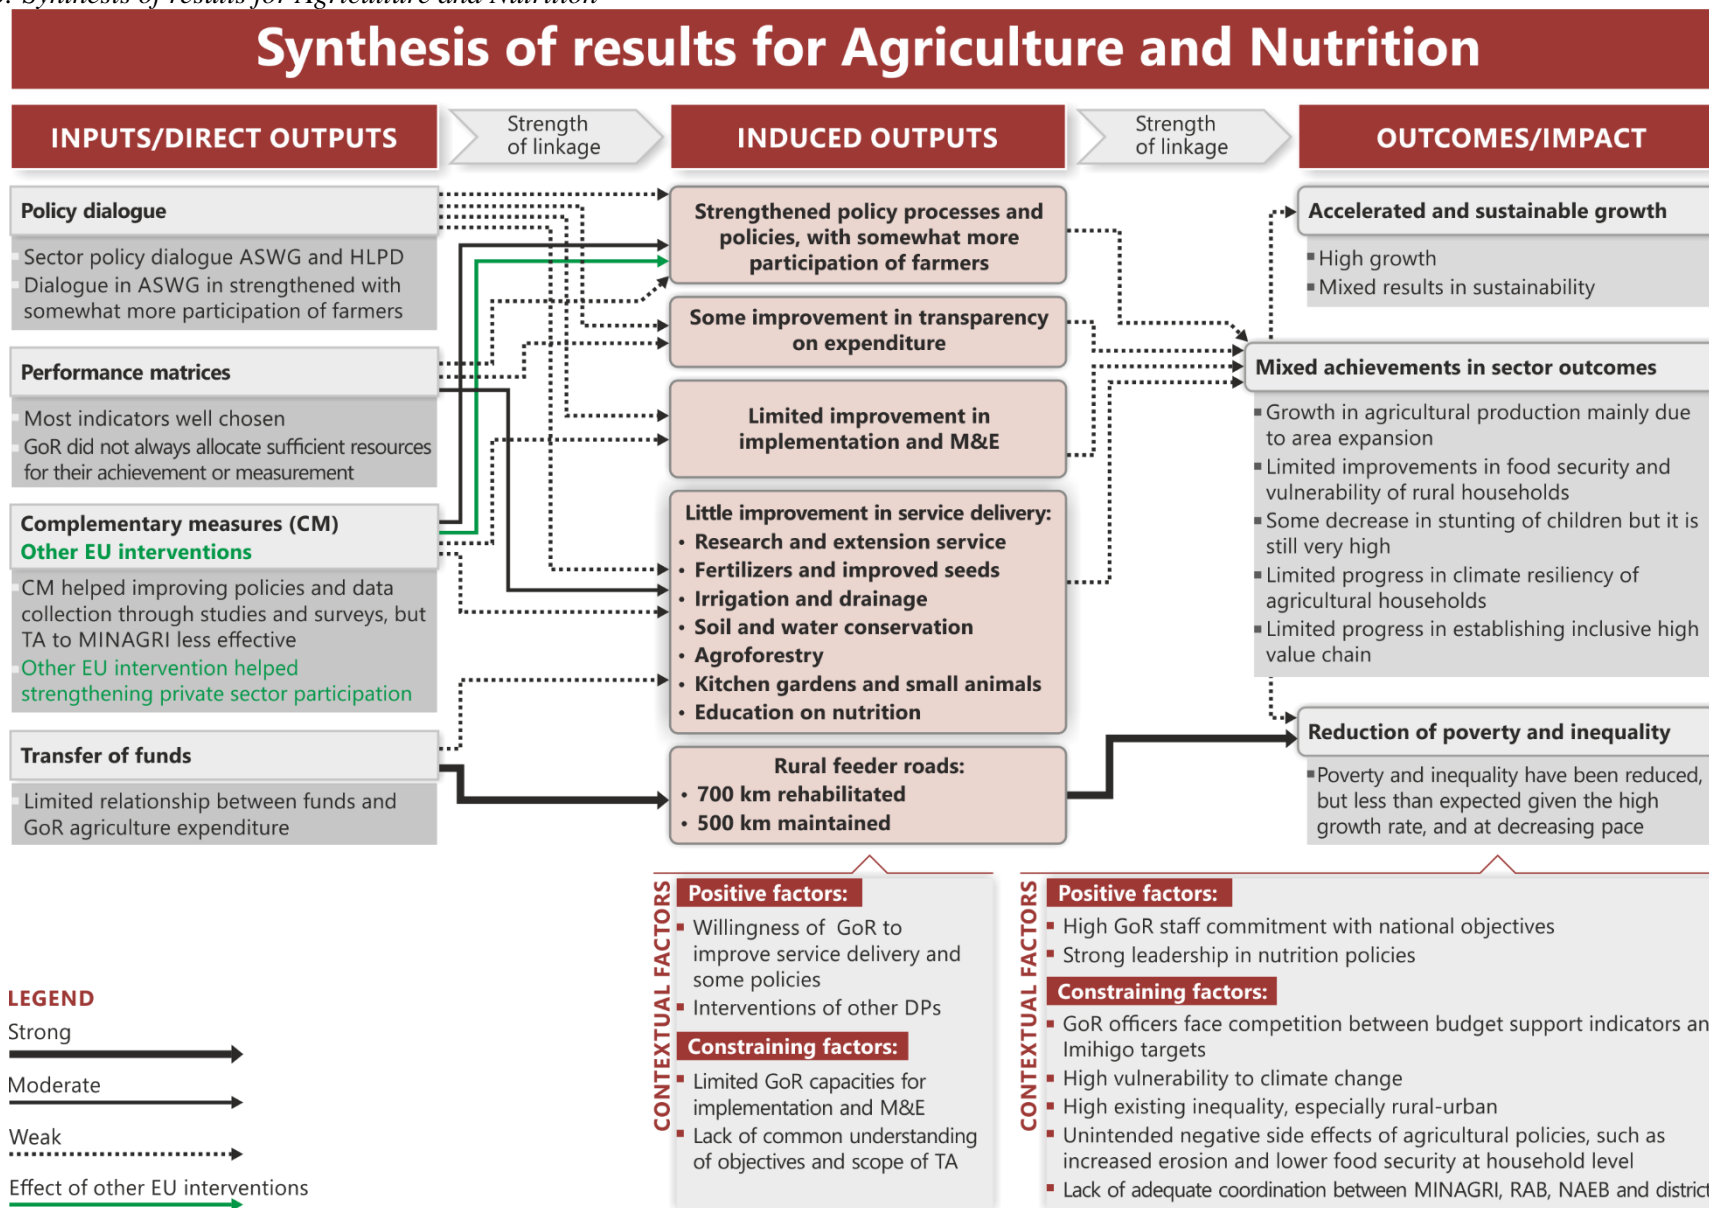 Synthesis of results for Agriculture and Nutrition
Synthesis of results for Agriculture and Nutrition
INPUTS/DIRECT OUTPUTS
Strength
of linkage
INDUCED OUTPUTS
Strength
of linkage
OUTCOMES/IMPACT
Policy dialogue
Sector policy dialogue ASWG and HLPD
Dialogue in ASWG in strengthened with
somewhat more participation of farmers
Performance matrices
Most indicators well chosen
GoR did not always allocate sufficient resources
for their achievement or measurement
Complementary measures (CM)
Other EU interventions
CM helped improving policies and data
collection through studies and surveys, but
TA to MINAGRI less effective
Other EU intervention helped
strengthening private sector participation
Transfer of funds
Limited relationship between funds and
GoR agriculture expenditure
Strengthened policy processes and
policies, with somewhat more
participation of farmers
Some improvement in transparency
on expenditure
Limited improvement in
implementation and M&E
Little improvement in service delivery:
• Research and extension service
• Fertilizers and improved seeds
• Irrigation and drainage
• Soil and water conservation
• Agroforestry
• Kitchen gardens and small animals
• Education on nutrition
Rural feeder roads:
• 700 km rehabilitated
• 500 km maintained
Accelerated and sustainable growth
▪ High growth
▪ Mixed results in sustainability
Mixed achievements in sector outcomes
▪ Growth in agricultural production mainly due
to area expansion
▪ Limited improvements in food security and
vulnerability of rural households
▪ Some decrease in stunting of children but it is
still very high
▪ Limited progress in climate resiliency of
agricultural households
▪ Limited progress in establishing inclusive high
value chain
Reduction of poverty and inequality
▪ Poverty and inequality have been reduced,
but less than expected given the high
growth rate, and at decreasing pace
CONTEXTUAL FACTORS
Positive factors:
▪ Willingness of GoR to
improve service delivery and
some policies
▪ Interventions of other DPs
Constraining factors:
▪ Limited GoR capacities for
implementation and M&E
▪ Lack of common understanding
of objectives and scope of TA
CONTEXTUAL FACTORS
Positive factors:
▪ High GoR staff commitment with national objectives
▪ Strong leadership in nutrition policies
Constraining factors:
▪ GoR officers face competition between budget support indicators an
Imihigo targets
▪ High vulnerability to climate change
▪ High existing inequality, especially rural-urban
▪ Unintended negative side effects of agricultural policies, such as
increased erosion and lower food security at household level
▪ Lack of adequate coordination between MINAGRI, RAB, NAEB and district
LEGEND
Strong
Moderate
Weak
Effect of other EU interventions